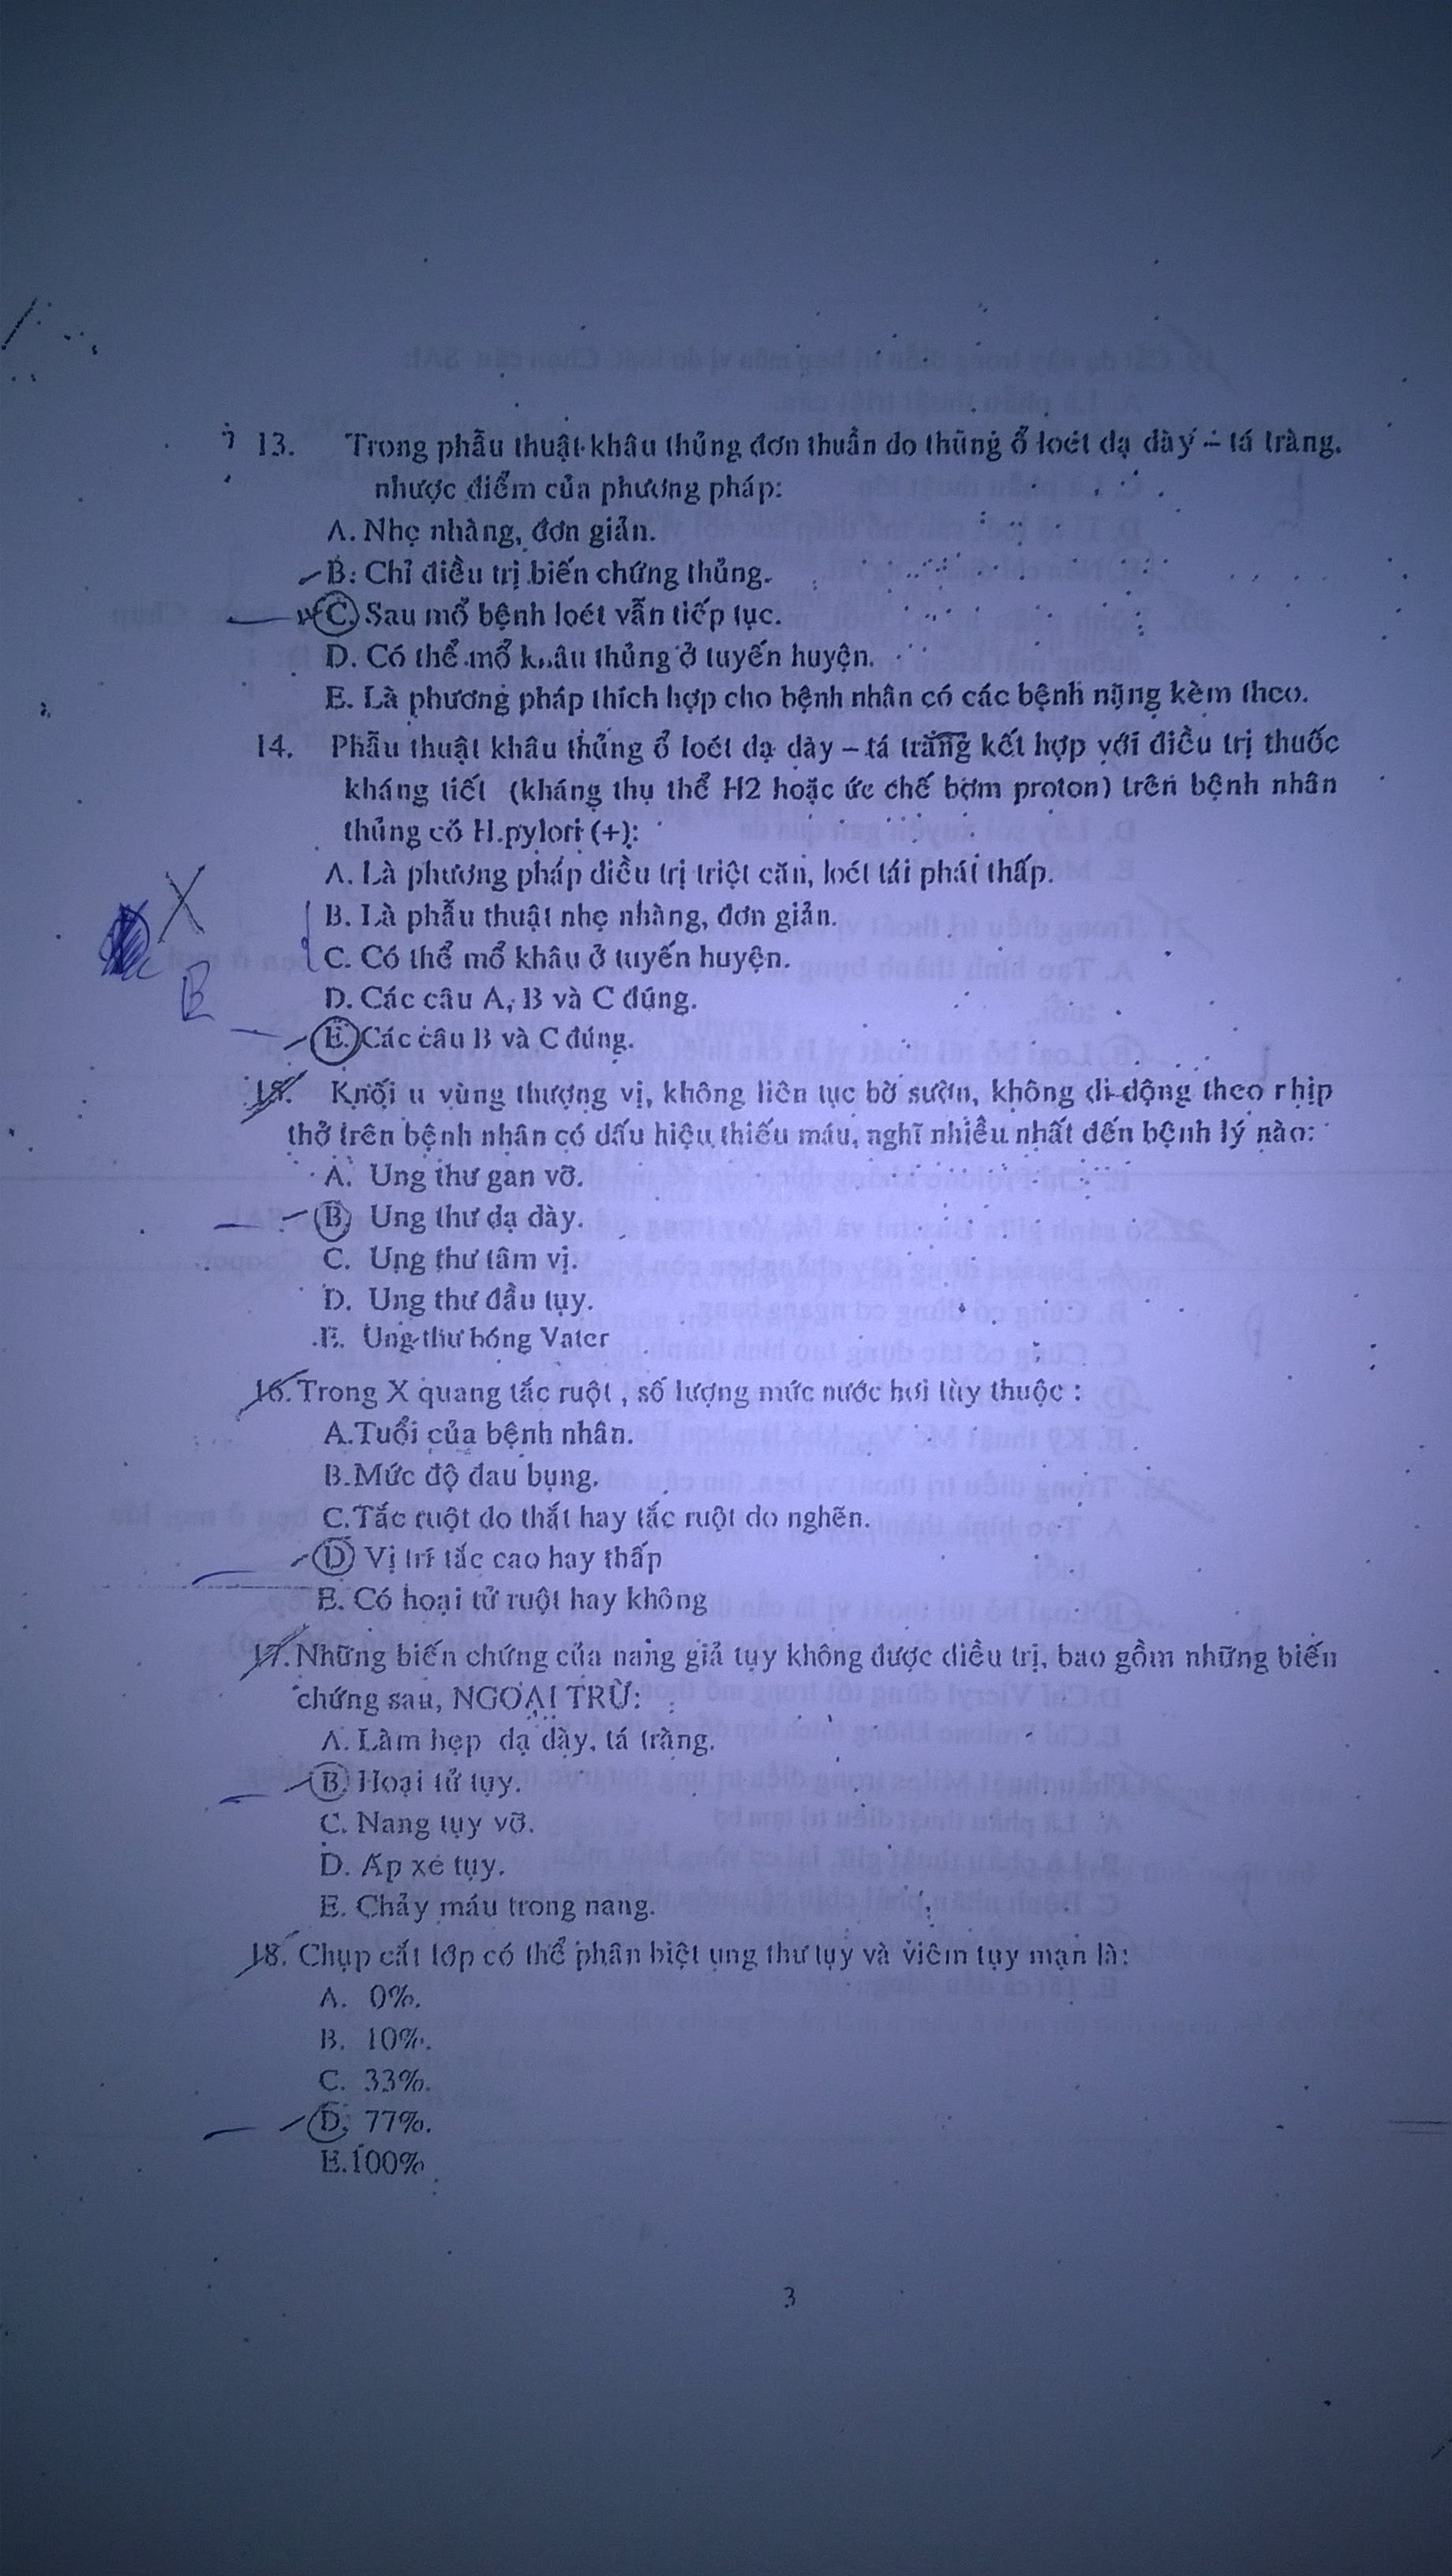 13. Trong phẫu thuật khâu thủng đơn thuần do thủng ổ loét dạ dày – tá tràng,
nhược điểm của phương pháp:
A. Nhẹ nhàng, đơn giản.
B. Chỉ điều trị biến chứng thủng.
C. Sau mổ bệnh loét vẫn tiếp tục.
D. Có thể mổ khâu thủng ở tuyến huyện.
E. Là phương pháp thích hợp cho bệnh nhân có các bệnh nặng kèm theo.
14. Phẫu thuật khâu thủng ổ loét dạ dày – tá tràng kết hợp với điều trị thuốc
kháng tiết (kháng thụ thể H2 hoặc ức chế bơm proton) trên bệnh nhân
thủng có H.pylori (+):
A. Là phương pháp điều trị triệt căn, loét tái phát thấp.
X
B. Là phẫu thuật nhẹ nhàng, đơn giản.
C. Có thể mổ khâu ở tuyến huyện.
E
D. Các câu A, B và C đúng.
E. Các câu B và C đúng.
15. Khối u vùng thượng vị, không liên tục bờ sườn, không di động theo nhịp
thở trên bệnh nhân có dấu hiệu thiếu máu, nghĩ nhiều nhất đến bệnh lý nào:
A. Ung thư gan vỡ.
B. Ung thư dạ dày.
C. Ung thư tâm vị.
D. Ung thư đầu tụy.
E. Ung thư bóng Vater
16. Trong X quang tắc ruột , số lượng mức nước hơi tùy thuộc :
A.Tuổi của bệnh nhân.
B.Mức độ đau bụng.
C.Tắc ruột do thắt hay tắc ruột do nghẽn.
D Vị trí tắc cao hay thấp
E. Có hoại tử ruột hay không
17. Những biến chứng của nang giả tụy không được điều trị, bao gồm những biến
chứng sau, NGOẠI TRỪ:
A. Làm hẹp dạ dày, tá tràng.
B. Hoại tử tụy.
C. Nang tụy vỡ.
D. Áp xe tụy.
E. Chảy máu trong nang.
18. Chụp cắt lớp có thể phân biệt ung thư tụy và viêm tụy mạn là:
A. 0%.
B. 10%.
C. 33%.
D. 77%.
E.100%
3